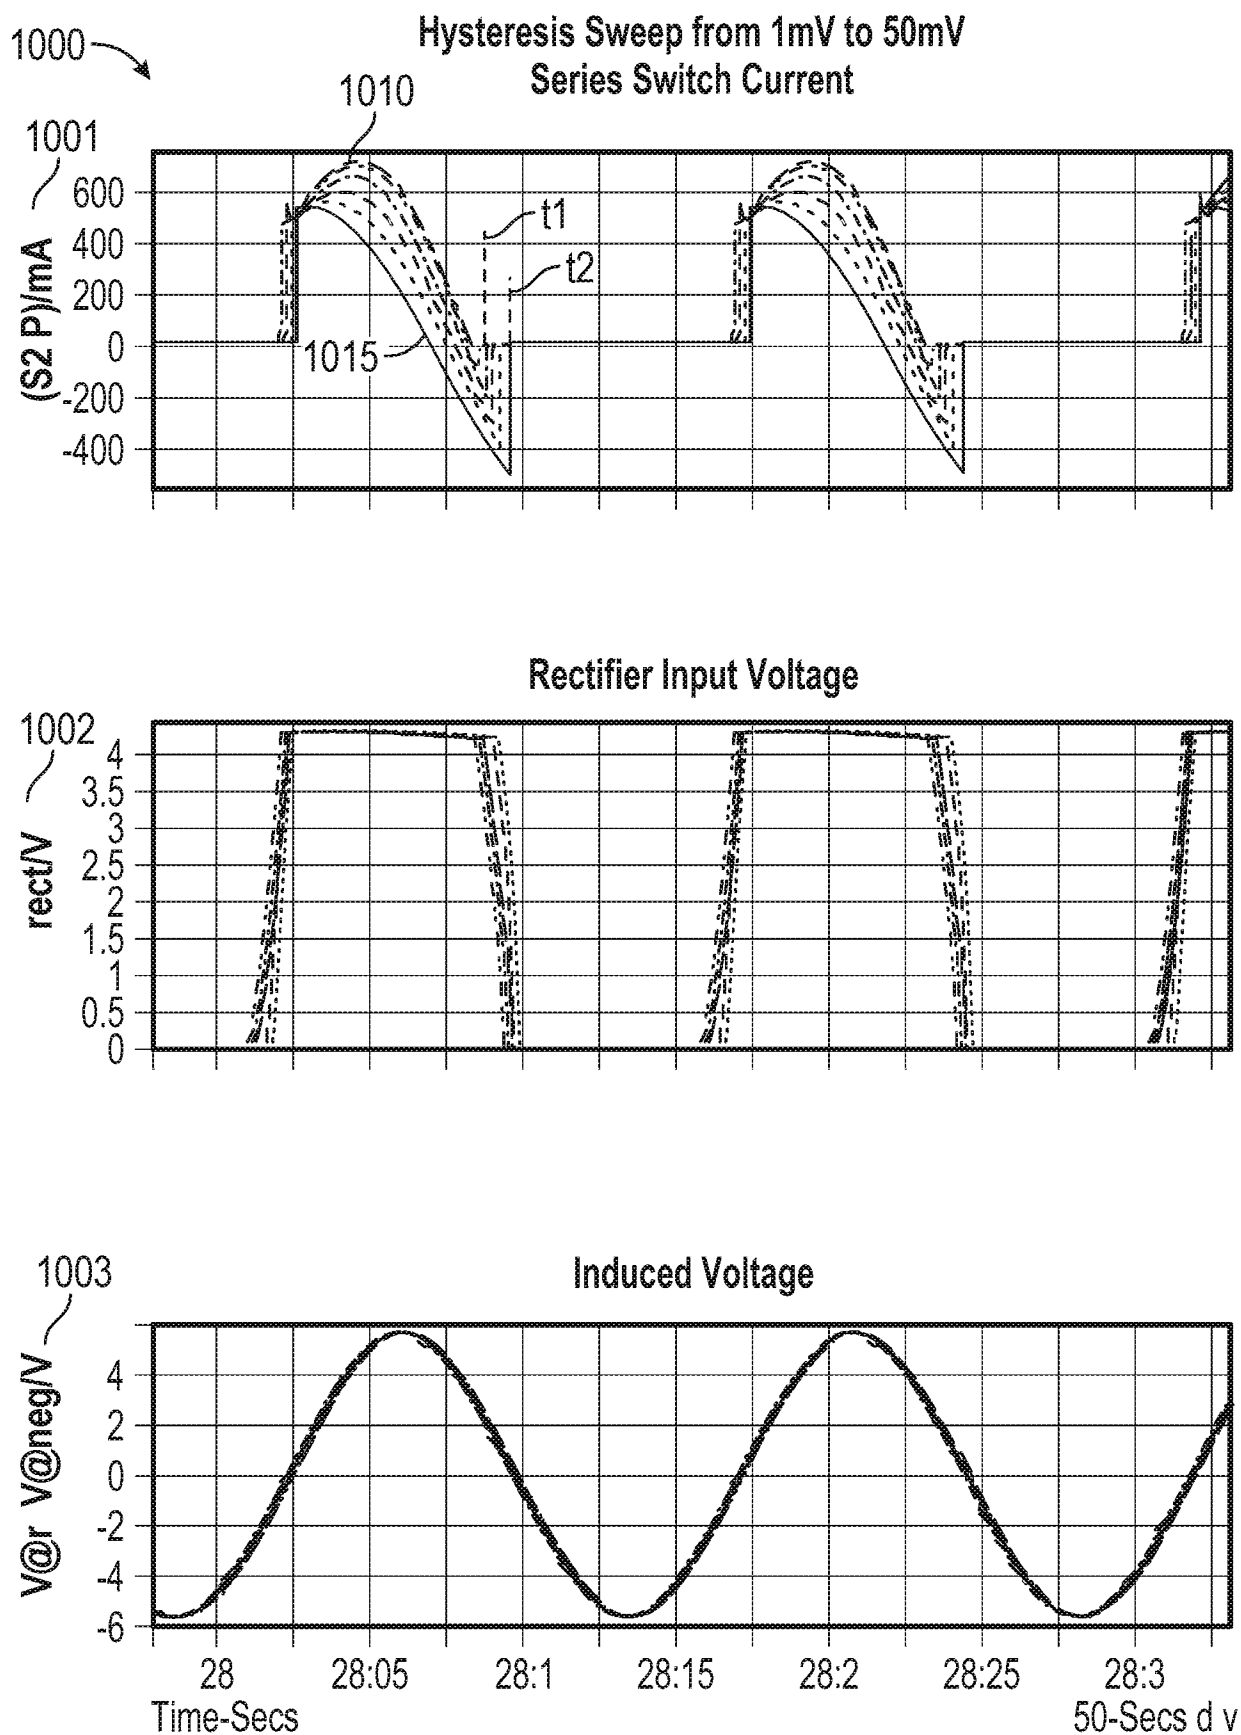 1000
Hysteresis Sweep from 1mV to 50mV
Series Switch Current
1010
1001
(S2 P)/mA
600
400
200
0
-200
-400
t1
t2
1015
Rectifier Input Voltage
1002
rect/V
4
3.5
3
2.5
2
1.5
1
0.5
0
Induced Voltage
1003
V@r V@neg/V
4
2
0
-2
-4
-6
28 28:05 28:1 28:15 28:2 28:25 28:3
Time-Secs 50-Secs d v